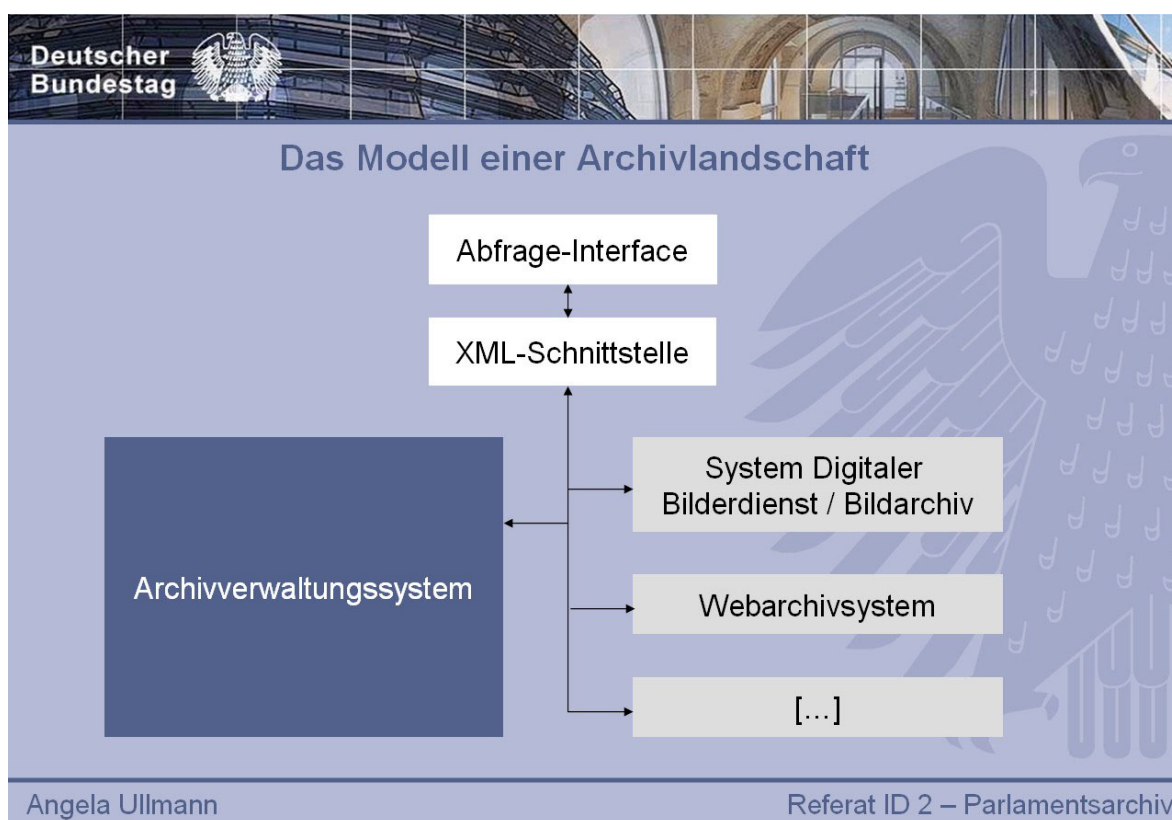 Deutscher
Bundestag
Das Modell einer Archivlandschaft
Abfrage-Interface
XML-Schnittstelle
System Digitaler
Bilderdienst / Bildarchiv
Archivverwaltungssystem
Webarchivsystem
[...]
Angela Ullmann
Referat ID 2 – Parlamentsarchiv